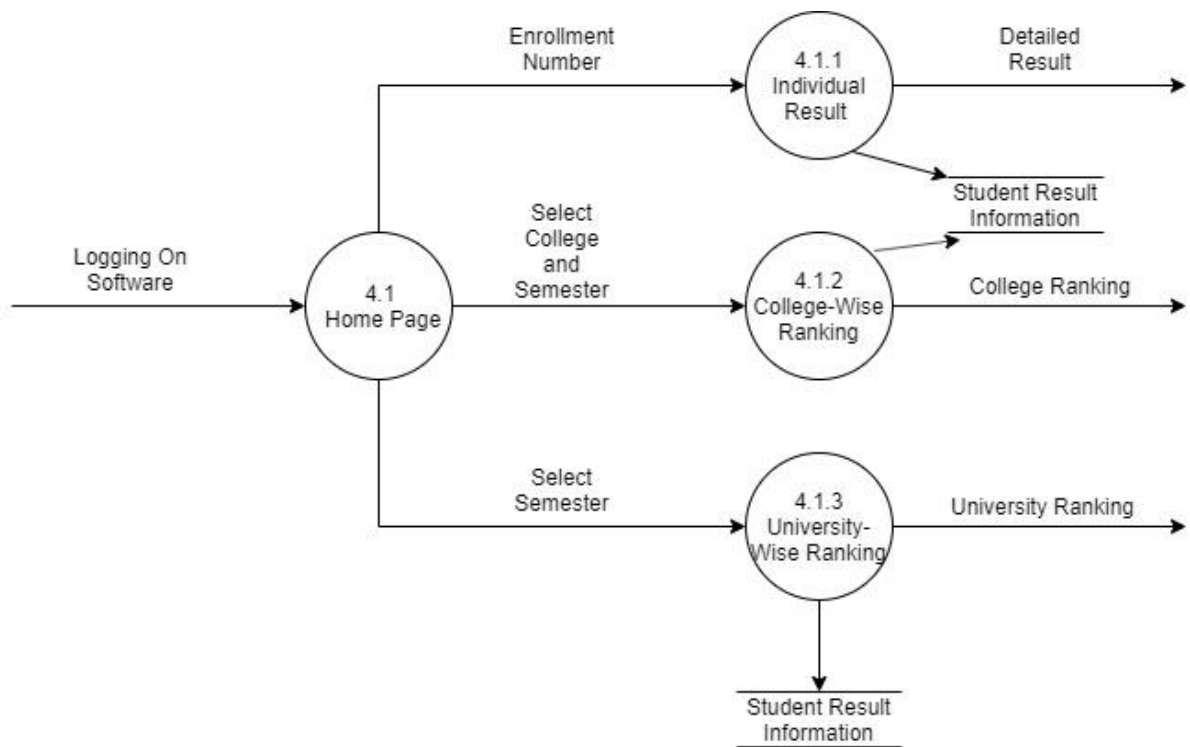 Enrollment
Number
4.1.1
Individual
Result
Detailed
Result
Student Result
Information
Select
College
and
Semester
Logging On
Software
4.1
Home Page
4.1.2
College-Wise
Ranking
College Ranking
Select
Semester
4.1.3
University-
Wise Ranking
University Ranking
Student Result
Information